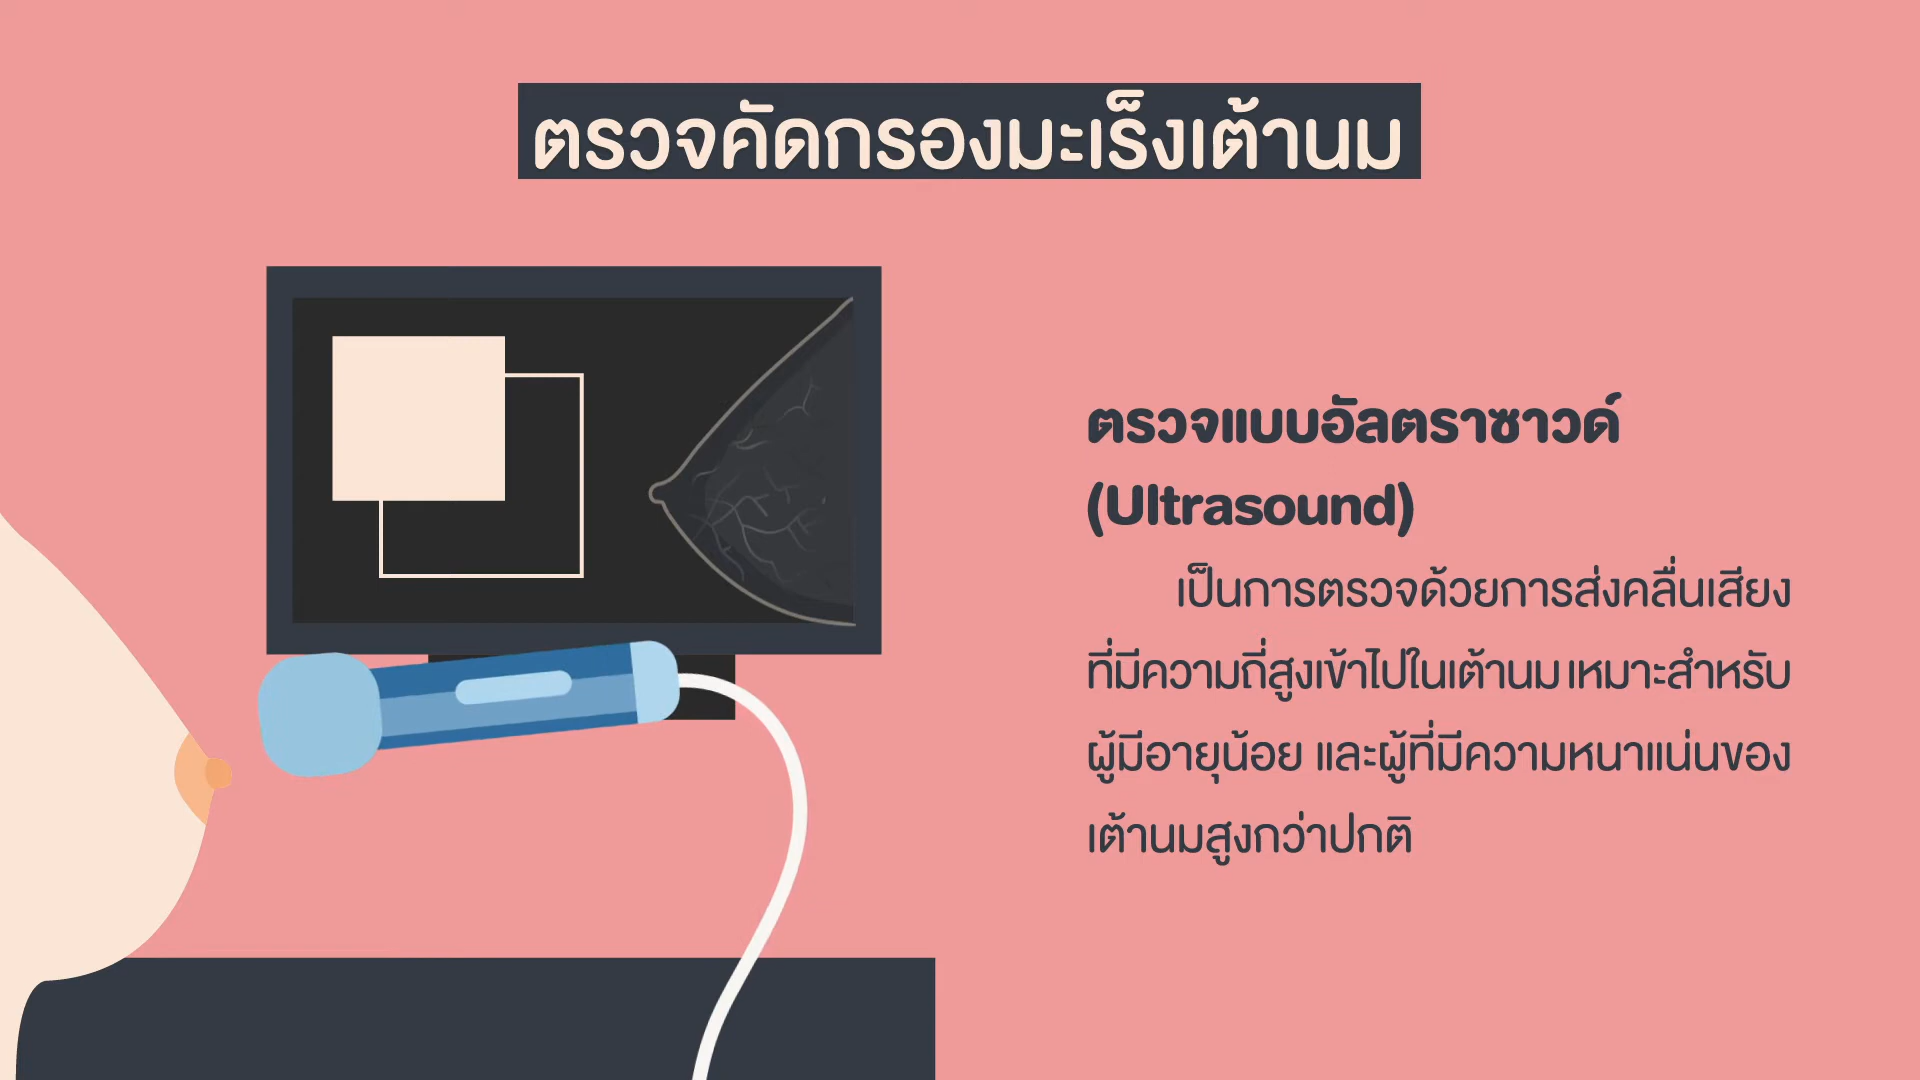 ตรวจคัดกรองมะเร็งเต้านม
ตรวจแบบอัลตราซาวด์
(Ultrasound)
เป็นการตรวจด้วยการส่งคลื่นเสียง
ที่มีความถี่สูงเข้าไปในเต้านม เหมาะสำหรับ
ผู้มีอายุน้อย และผู้ที่มีความหนาแน่นของ
เต้านมสูงกว่าปกติ